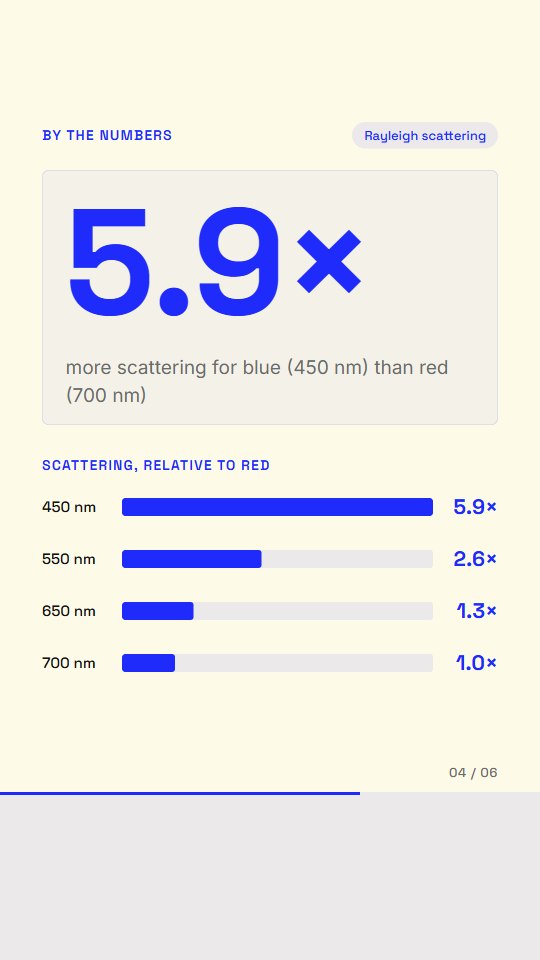 BY THE NUMBERS
Rayleigh scattering
5.9×
more scattering for blue (450 nm) than red
(700 nm)
SCATTERING, RELATIVE TO RED
450 nm 5.9×
550 nm 2.6×
650 nm 1.3×
700 nm 1.0×
04 / 06